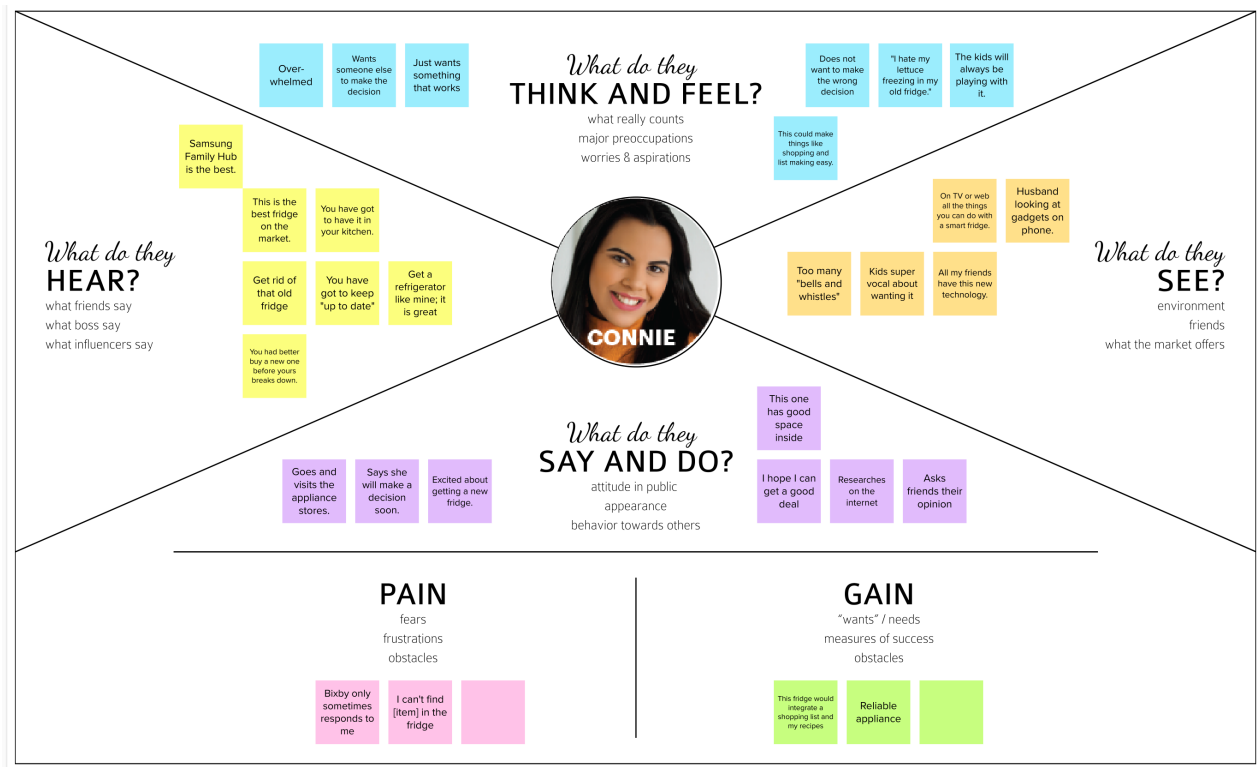 What do they
THINK AND FEEL?
what really counts
major preoccupations
worries & aspirations
Over-
whelmed
Wants
someone else
to make the
decision
Just wants
something
that works
Does not
want to make
the wrong
decision
"I hate my
lettuce
freezing in my
old fridge."
The kids will
always be
playing with
it.
This could make
things like
shopping and
list making easy.
What do they
HEAR?
what friends say
what boss say
what influencers say
Samsung
Family Hub
is the best.
This is the
best fridge
on the
market.
You have got
to have it in
your kitchen.
Get rid of
that old
fridge
You have
got to keep
"up to date"
Get a
refrigerator
like mine; it
is great
You had better
buy a new one
before yours
breaks down.
CONNIE
What do they
SEE?
environment
friends
what the market offers
On TV or web
all the things
you can do with
a smart fridge.
Husband
looking at
gadgets on
phone.
Too many
"bells and
whistles"
Kids super
vocal about
wanting it
All my friends
have this new
technology.
What do they
SAY AND DO?
attitude in public
appearance
behavior towards others
Goes and
visits the
appliance
stores.
Says she
will make a
decision
soon.
Excited about
getting a new
fridge.
This one
has good
space
inside
I hope I can
get a good
deal
Researches
on the
internet
Asks
friends their
opinion
PAIN
fears
frustrations
obstacles
Bixby only
sometimes
responds to
me
I can't find
[item] in the
fridge
GAIN
"wants" / needs
measures of success
obstacles
This fridge would
integrate a
shopping list and
my recipes
Reliable
appliance